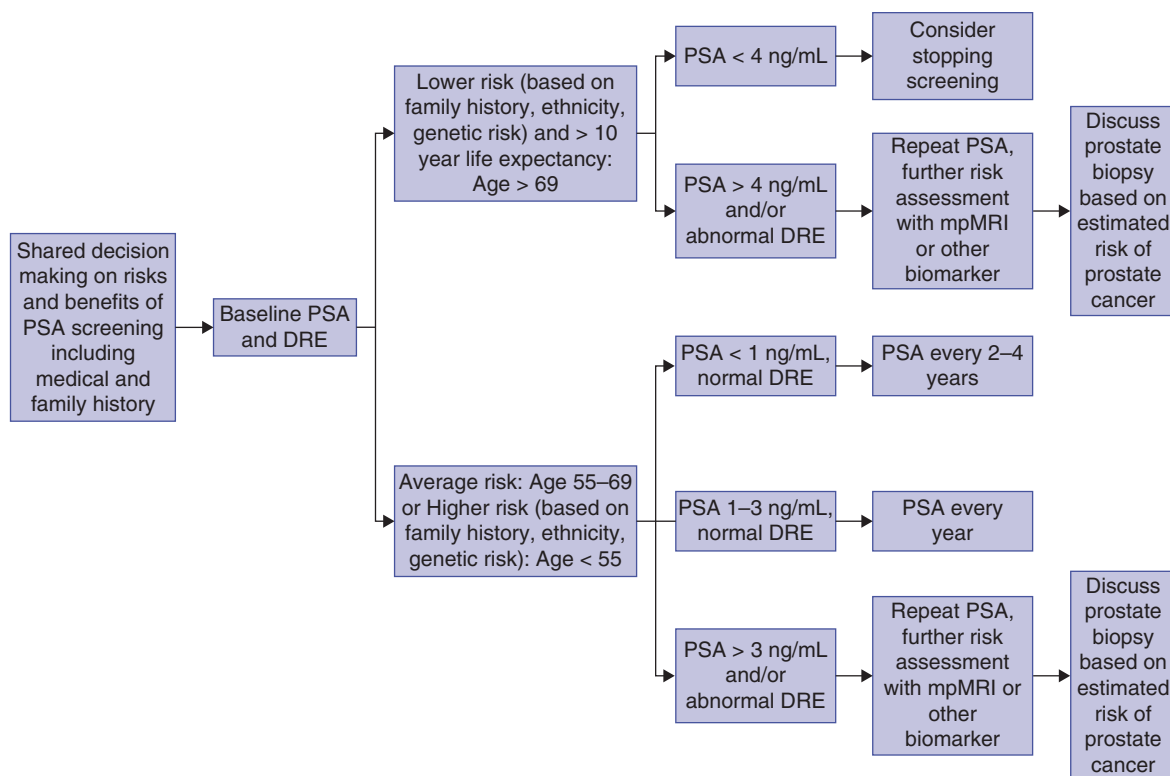 Shared decision
making on risks
and benefits of
PSA screening
including
medical and
family history
Baseline PSA
and DRE
Lower risk (based on
family history, ethnicity,
genetic risk) and > 10
year life expectancy:
Age > 69
PSA < 4 ng/mL
Consider
stopping
screening
PSA > 4 ng/mL
and/or
abnormal DRE
Repeat PSA,
further risk
assessment
with mpMRI
or other
biomarker
Discuss
prostate
biopsy
based on
estimated
risk of
prostate
cancer
Average risk: Age 55–69
or Higher risk (based on
family history, ethnicity,
genetic risk): Age < 55
PSA < 1 ng/mL,
normal DRE
PSA every 2–4
years
PSA 1–3 ng/mL,
normal DRE
PSA every
year
PSA > 3 ng/mL
and/or
abnormal DRE
Repeat PSA,
further risk
assessment
with mpMRI or
other
biomarker
Discuss
prostate
biopsy
based on
estimated
risk of
prostate
cancer